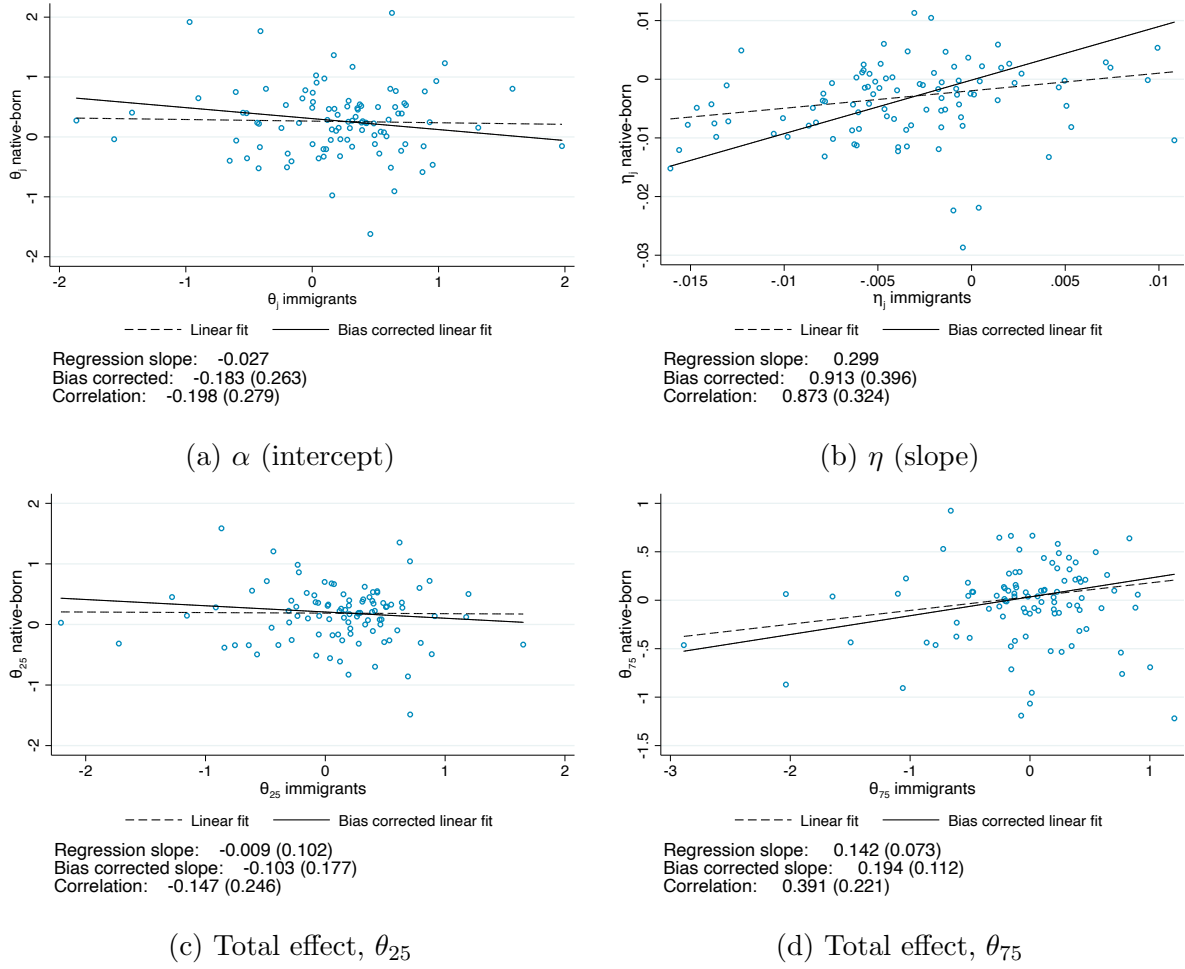 2
1
0
-1
-2
θj native-born
-2 -1 0 1 2
θj immigrants
Linear fit Bias corrected linear fit
Regression slope: -0.027
Bias corrected: -0.183 (0.263)
Correlation: -0.198 (0.279)
(a) α (intercept)
.01
0
-.01
-.02
-.03
ηj native-born
-.015 -.01 -.005 0 .005 .01
ηj immigrants
Linear fit Bias corrected linear fit
Regression slope: 0.299
Bias corrected: 0.913 (0.396)
Correlation: 0.873 (0.324)
(b) η (slope)
2
1
0
-1
-2
θ25 native-born
-2 -1 0 1 2
θ25 immigrants
Linear fit Bias corrected linear fit
Regression slope: -0.009 (0.102)
Bias corrected slope: -0.103 (0.177)
Correlation: -0.147 (0.246)
(c) Total effect, θ25
1
.5
0
-.5
-1
-1.5
θ75 native-born
-3 -2 -1 0 1
θ75 immigrants
Linear fit Bias corrected linear fit
Regression slope: 0.142 (0.073)
Bias corrected slope: 0.194 (0.112)
Correlation: 0.391 (0.221)
(d) Total effect, θ75